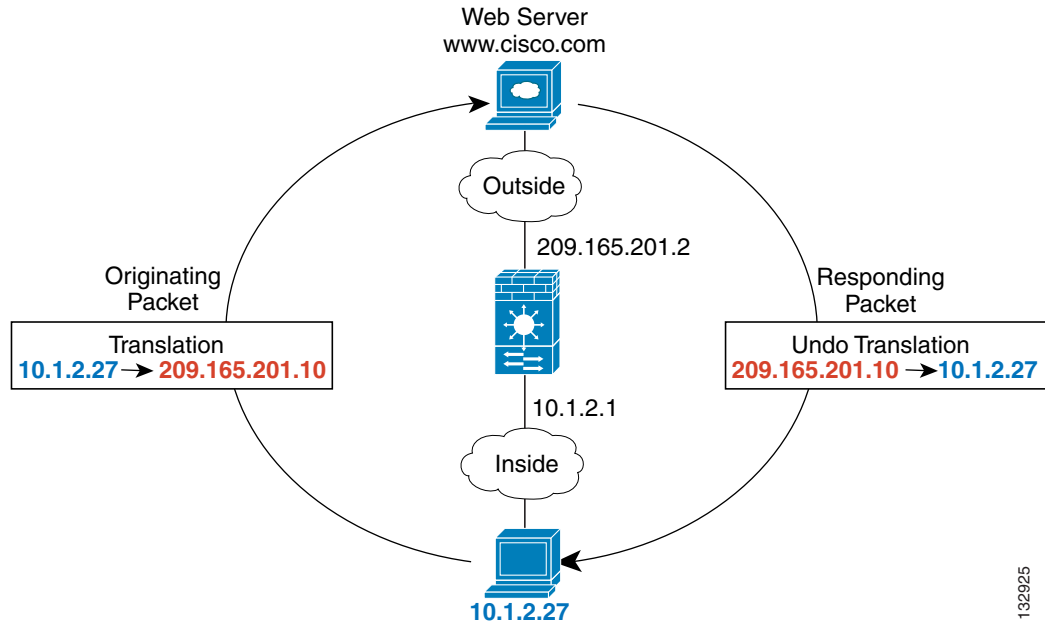 Web Server
www.cisco.com
Outside
209.165.201.2
Originating
Packet
Responding
Packet
Translation
10.1.2.27 → 209.165.201.10
Undo Translation
209.165.201.10 → 10.1.2.27
10.1.2.1
Inside
10.1.2.27
132925